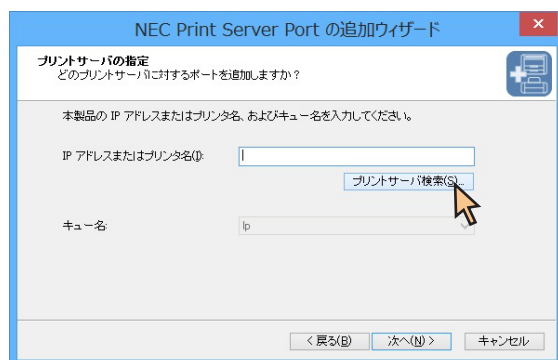 NEC Print Server Port の追加ウィザード
プリントサーバの指定
どのプリントサーバに対するポートを追加しますか?
本製品の IP アドレスまたはプリンタ名、およびキュー名を入力してください。
IP アドレスまたはプリンタ名(I):
プリントサーバ検索(S)...
キュー名:
lp
< 戻る(B)
次へ(N) >
キャンセル